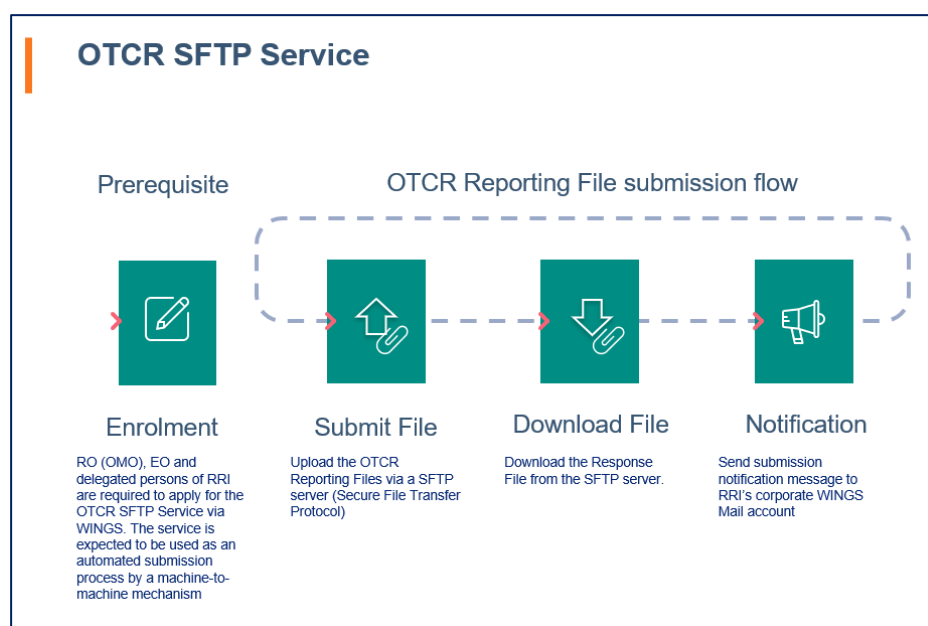 OTCR SFTP Service
Prerequisite
OTCR Reporting File submission flow
Enrolment
RO (OMO), EO and
delegated persons of RRI
are required to apply for the
OTCR SFTP Service via
WINGS. The service is
expected to be used as an
automated submission
process by a machine-to-
machine mechanism
Submit File
Upload the OTCR
Reporting Files via a SFTP
server (Secure File Transfer
Protocol)
Download File
Download the Response
File from the SFTP server.
Notification
Send submission
notification message to
RRI's corporate WINGS
Mail account